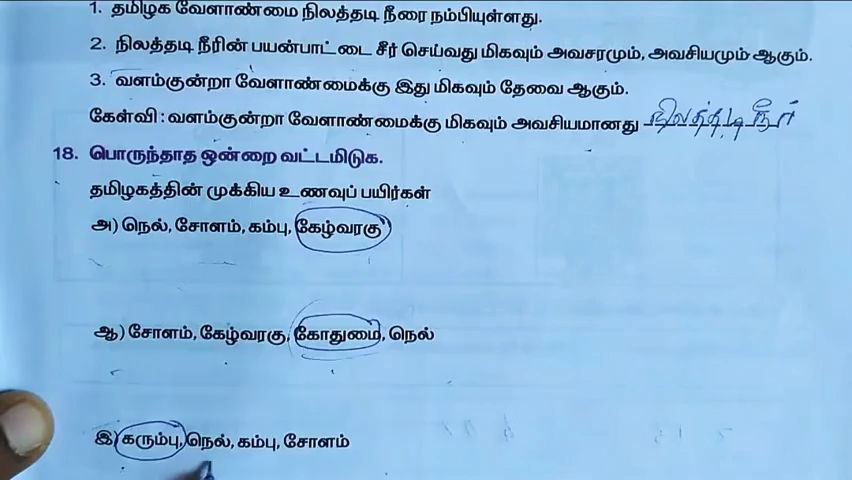 1. தமிழக வேளாண்மை நிலத்தடி நீரை நம்பியுள்ளது.
2. நிலத்தடி நீரின் பயன்பாட்டை சீர் செய்வது மிகவும் அவசரமும், அவசியமும் ஆகும்.
3. வளம்குன்றா வேளாண்மைக்கு இது மிகவும் தேவை ஆகும்.
கேள்வி : வளம்குன்றா வேளாண்மைக்கு மிகவும் அவசியமானது நிலத்தடி நீர்
18. பொருந்தாத ஒன்றை வட்டமிடுக.
தமிழகத்தின் முக்கிய உணவுப் பயிர்கள்
அ) நெல், சோளம், கம்பு, கேழ்வரகு
ஆ) சோளம், கேழ்வரகு, கோதுமை, நெல்
இ) கரும்பு, நெல், கம்பு, சோளம்